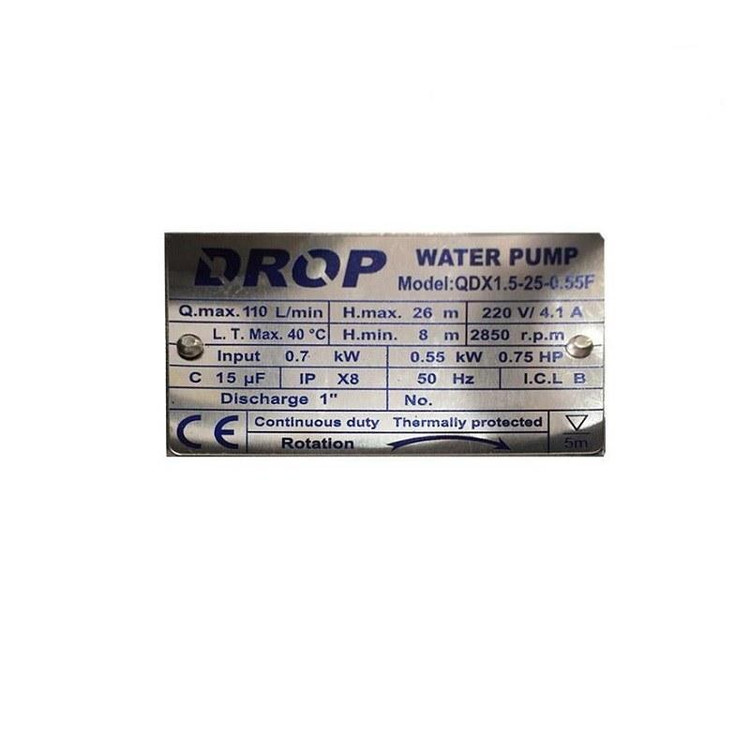 DROP
WATER PUMP
Model:QDX1.5-25-0.55F
Q.max. 110 L/min H.max. 26 m 220 V/ 4.1 A
L. T. Max. 40 °C H.min. 8 m 2850 r.p.m
Input 0.7 kW 0.55 kW 0.75 HP
C 15 µF IP X8 50 Hz I.C.L B
Discharge 1" No.
CE
Continuous duty Thermally protected
Rotation
5m